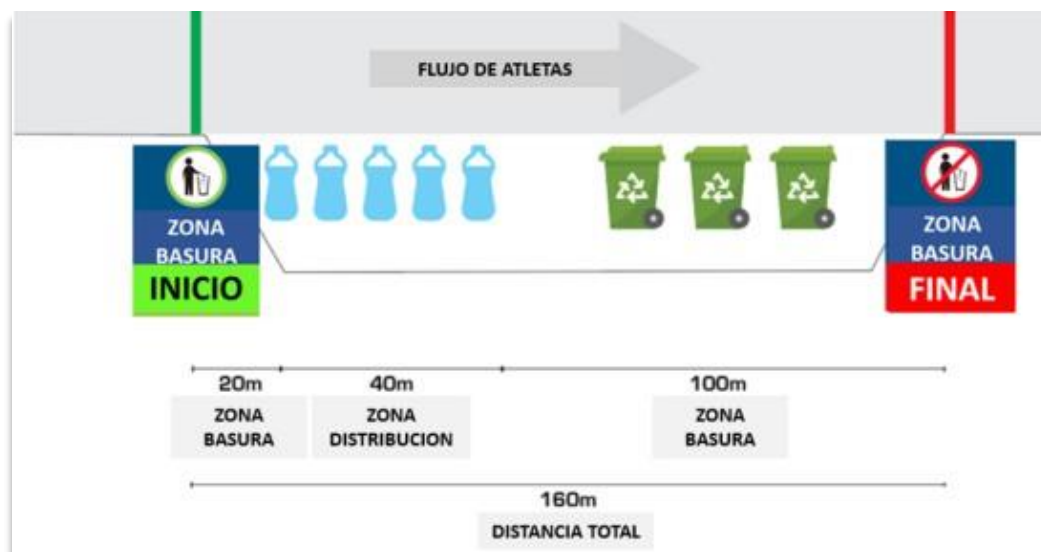 FLUJO DE ATLETAS
ZONA
BASURA
INICIO
ZONA
BASURA
FINAL
20m
40m
100m
ZONA
BASURA
ZONA
DISTRIBUCION
ZONA
BASURA
160m
DISTANCIA TOTAL